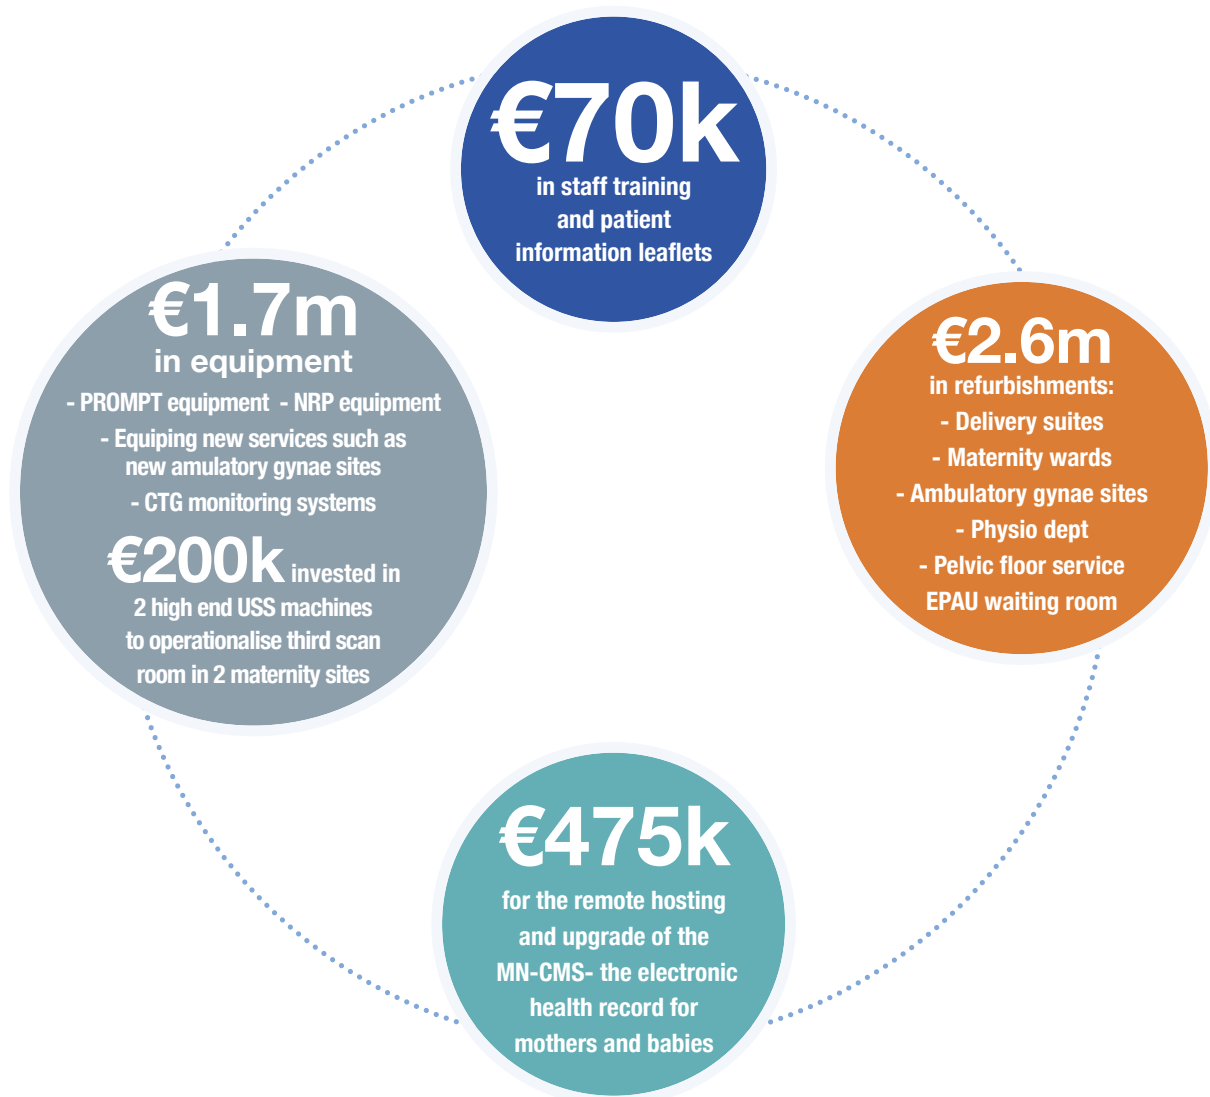 €70k
in staff training
and patient
information leaflets
€1.7m
in equipment
- PROMPT equipment - NRP equipment
- Equiping new services such as
new amulatory gynae sites
- CTG monitoring systems
€200k invested in
2 high end USS machines
to operationalise third scan
room in 2 maternity sites
€2.6m
in refurbishments:
- Delivery suites
- Maternity wards
- Ambulatory gynae sites
- Physio dept
- Pelvic floor service
EPAU waiting room
€475k
for the remote hosting
and upgrade of the
MN-CMS- the electronic
health record for
mothers and babies